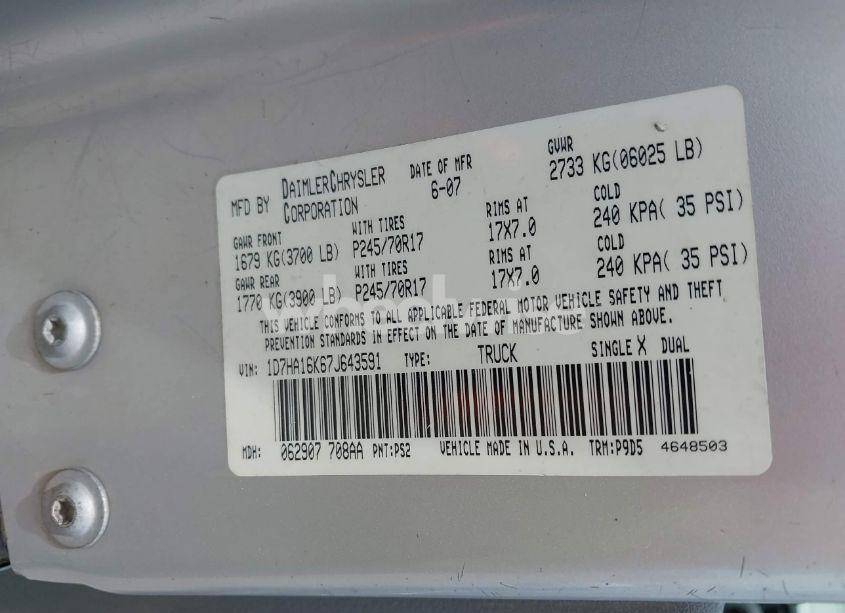 MFD BY DAIMLERCHRYSLER CORPORATION DATE OF MFR 6-07 GVWR 2733 KG(06025 LB)
GAWR FRONT WITH TIRES RIMS AT COLD
1679 KG(3700 LB) P245/70R17 17X7.0 240 KPA( 35 PSI)
GAWR REAR WITH TIRES RIMS AT COLD
1770 KG(3900 LB) P245/70R17 17X7.0 240 KPA( 35 PSI)
THIS VEHICLE CONFORMS TO ALL APPLICABLE FEDERAL MOTOR VEHICLE SAFETY AND THEFT
PREVENTION STANDARDS IN EFFECT ON THE DATE OF MANUFACTURE SHOWN ABOVE.
VIN: 1D7HA16K67J643591 TYPE: TRUCK SINGLE X DUAL
MDH: 062907 708AA PNT:PS2 VEHICLE MADE IN U.S.A. TRM:P9D5 4648503